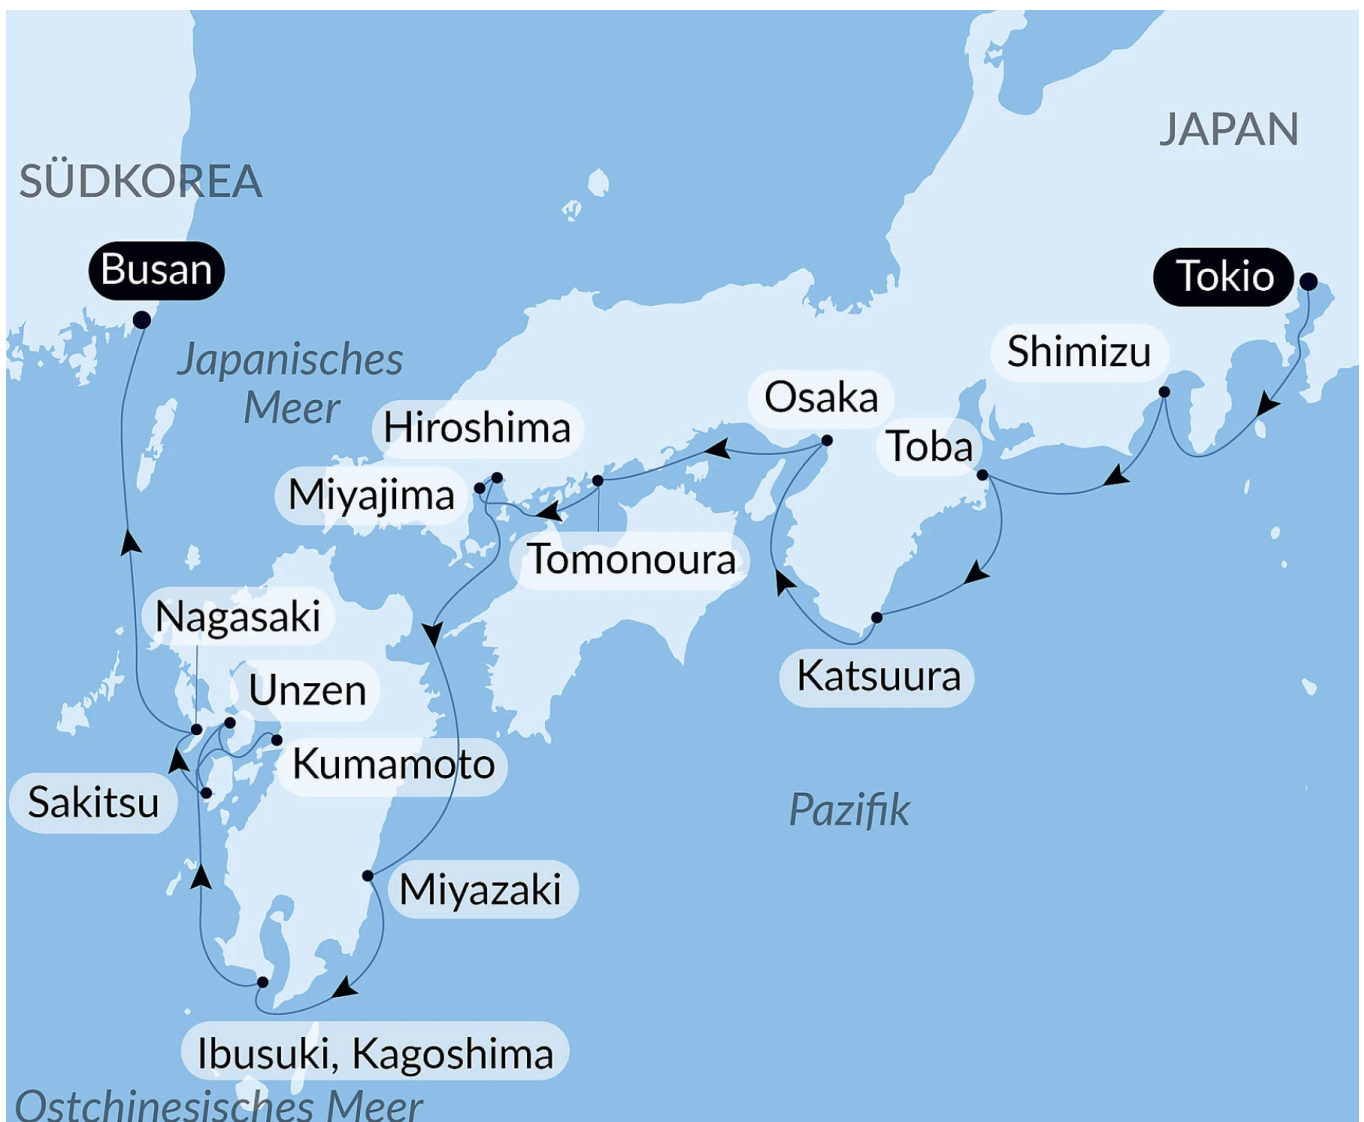 JAPAN
SÜDKOREA
Busan
Tokio
Japanisches
Meer
Shimizu
Osaka
Hiroshima
Toba
Miyajima
Tomonoura
Nagasaki
Katsuura
Unzen
Kumamoto
Sakitsu
Pazifik
Miyazaki
Ibusuki, Kagoshima
Ostchinesisches Meer